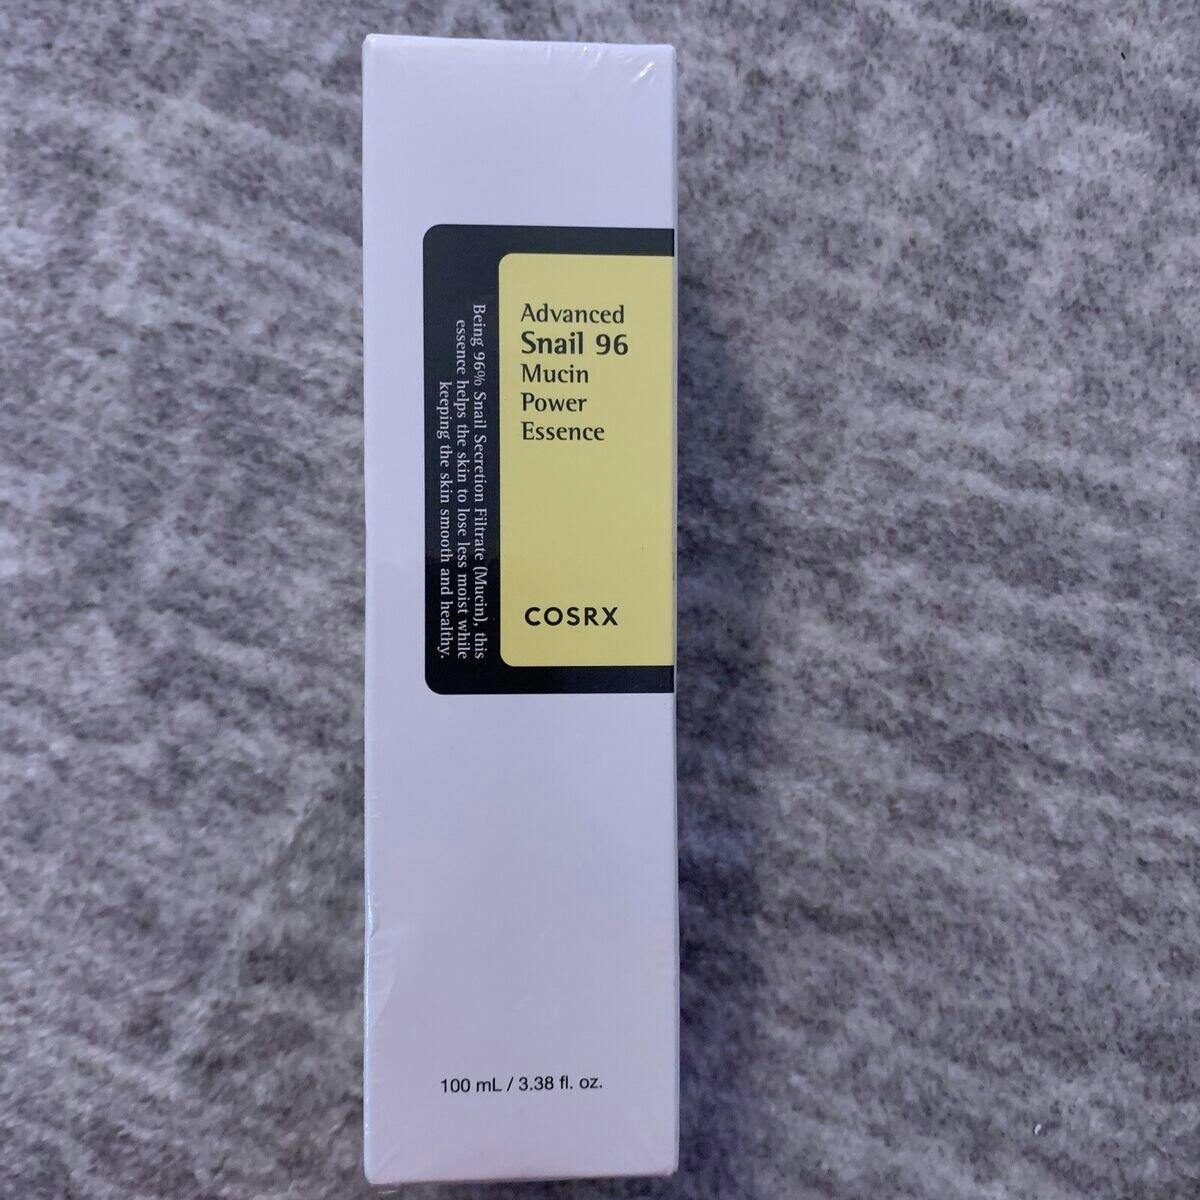 Advanced
Snail 96
Mucin
Power
Essence
COSRX
Being 96% Snail Secretion Filtrate (Mucin), this
essence helps the skin to lose less moist while
keeping the skin smooth and healthy.
100 mL / 3.38 fl. oz.